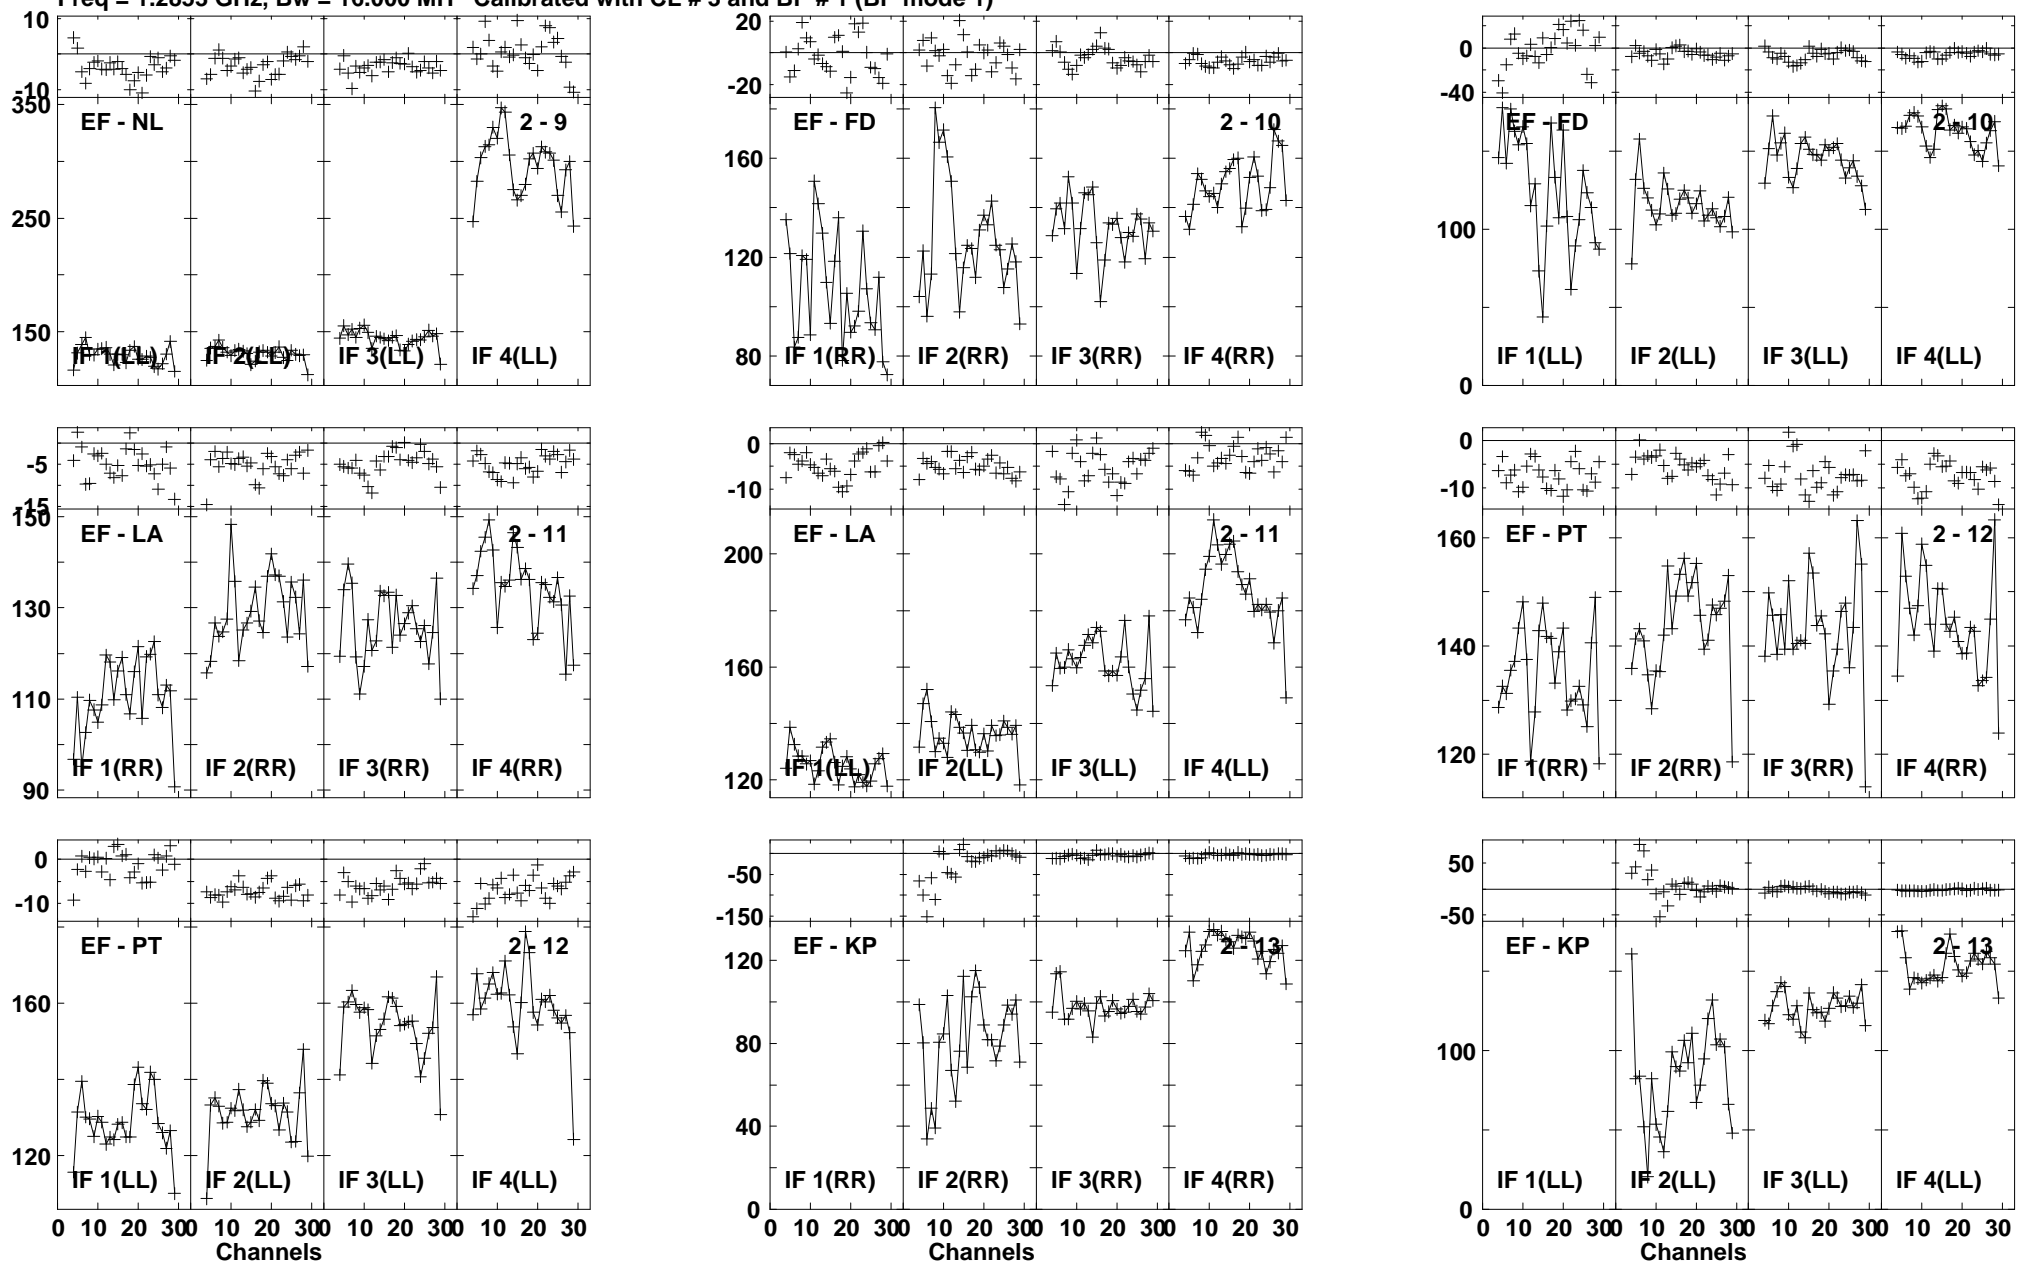 Freq = 1.2853 GHz, Bw = 16.000 MH Calibrated with CL # 3 and BP # 1 (BP mode 1)
10
-10
20
0
-20
0
-40
350
250
150
EF - NL
2 - 9
IF 1(LL) IF 2(LL) IF 3(LL) IF 4(LL)
160
120
80
EF - FD
2 - 10
IF 1(RR) IF 2(RR) IF 3(RR) IF 4(RR)
100
0
EF - FD
2 - 10
IF 1(LL) IF 2(LL) IF 3(LL) IF 4(LL)
-5
-15
150
130
110
90
EF - LA
2 - 11
IF 1(RR) IF 2(RR) IF 3(RR) IF 4(RR)
0
-10
200
160
120
EF - LA
2 - 11
IF 1(LL) IF 2(LL) IF 3(LL) IF 4(LL)
0
-10
160
140
120
EF - PT
2 - 12
IF 1(RR) IF 2(RR) IF 3(RR) IF 4(RR)
0
-10
160
120
EF - PT
2 - 12
IF 1(LL) IF 2(LL) IF 3(LL) IF 4(LL)
0 10 20 30 0 10 20 30 0 10 20 30 0 10 20 30
Channels
-50
-150
120
80
40
0
EF - KP
2 - 13
IF 1(RR) IF 2(RR) IF 3(RR) IF 4(RR)
0 10 20 30 0 10 20 30 0 10 20 30 0 10 20 30
Channels
50
-50
100
0
EF - KP
2 - 13
IF 1(LL) IF 2(LL) IF 3(LL) IF 4(LL)
0 10 20 30 0 10 20 30 0 10 20 30 0 10 20 30
Channels